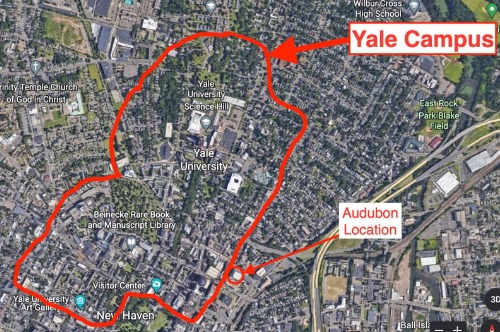 Wilbur Cross
High School
Yale Campus
Trinity Temple Church
of God in Christ
Yale
University
Science Hill
East Rock
Park Blake
Field
Yale
University
Audubon
Location
Beinecke Rare Book
and Manuscript Library
Visitor Center
Yale University
Art Gall
New Haven
Ball Isl
3D